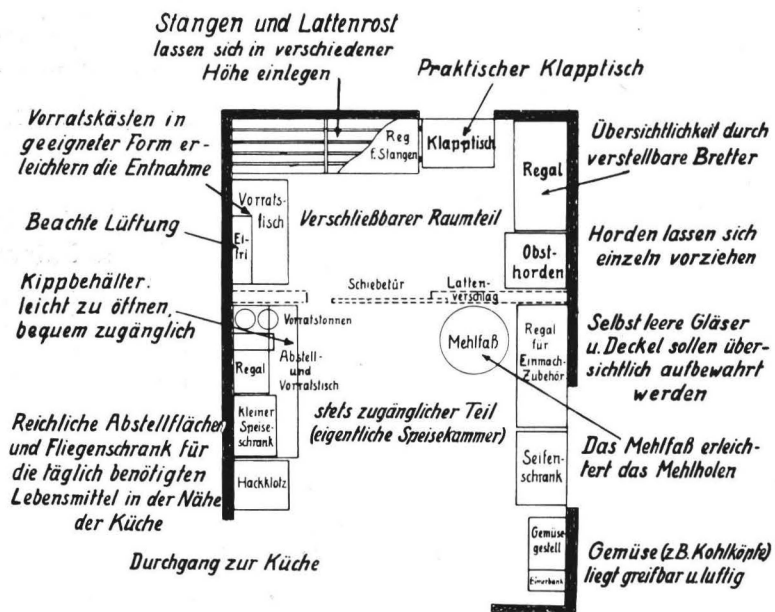 Stangen und Lattenrost
lassen sich in verschiedener
Höhe einlegen
Praktischer Klapptisch
Vorratskästen in
geeigneter Form er-
leichtern die Entnahme
Reg
f. Stangen
Klapptisch
Regal
Übersichtlichkeit durch
verstellbare Bretter
Vorrats-
tisch
Verschließbarer Raumteil
Beachte Lüftung
Ei-
fri
Obst-
horden
Horden lassen sich
einzeln vorziehen
Kippbehälter.
leicht zu öffnen,
bequem zugänglich
Schiebetür
Latten-
verschlag
Vorratstonnen
Abstell-
und
Vorratstisch
Regal
Mehlfaß
Regal
für
Einmach-
Zubehör
Selbst leere Gläser
u. Deckel sollen über-
sichtlich aufbewahrt
werden
Reichliche Abstellfläche
und Fliegenschrank für
die täglich benötigten
Lebensmittel in der Nähe
der Küche
Kleiner
Speise-
schrank
Hackklotz
stets zugänglicher Teil
(eigentliche Speisekammer)
Seifen-
schrank
Das Mehlfaß erleich-
tert das Mehlholen
Durchgang zur Küche
Gemüse
gestell
Eimerbank
Gemüse (z.B. Kohlköpfe)
liegt greifbar u. luftig